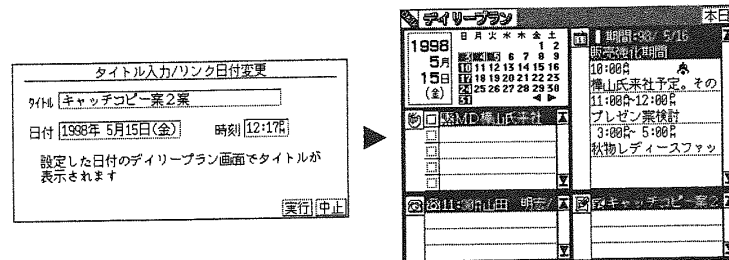 タイトル入力/リンク日付変更
タイトル キャッチコピー案2案
日付 1998年 5月15日(金) 時刻 12:17
設定した日付のデイリープラン画面でタイトルが
表示されます
実行 中止
デイリープラン
本日
1998
5月
15日
(金)
日 月 火 水 木 金 土
1 2
3 4 5 6 7 8 9
10 11 12 13 14 15 16
17 18 19 20 21 22 23
24 25 26 27 28 29 30
31
期間:98/ 5/16
販売強化期間
10:00
樺山氏来社予定。その
11:00~12:00
プレゼン案検討
3:00~ 5:00
秋物レディースファッ
MD樺山氏来社
11:30 山田 明志/
キャッチコピー案2